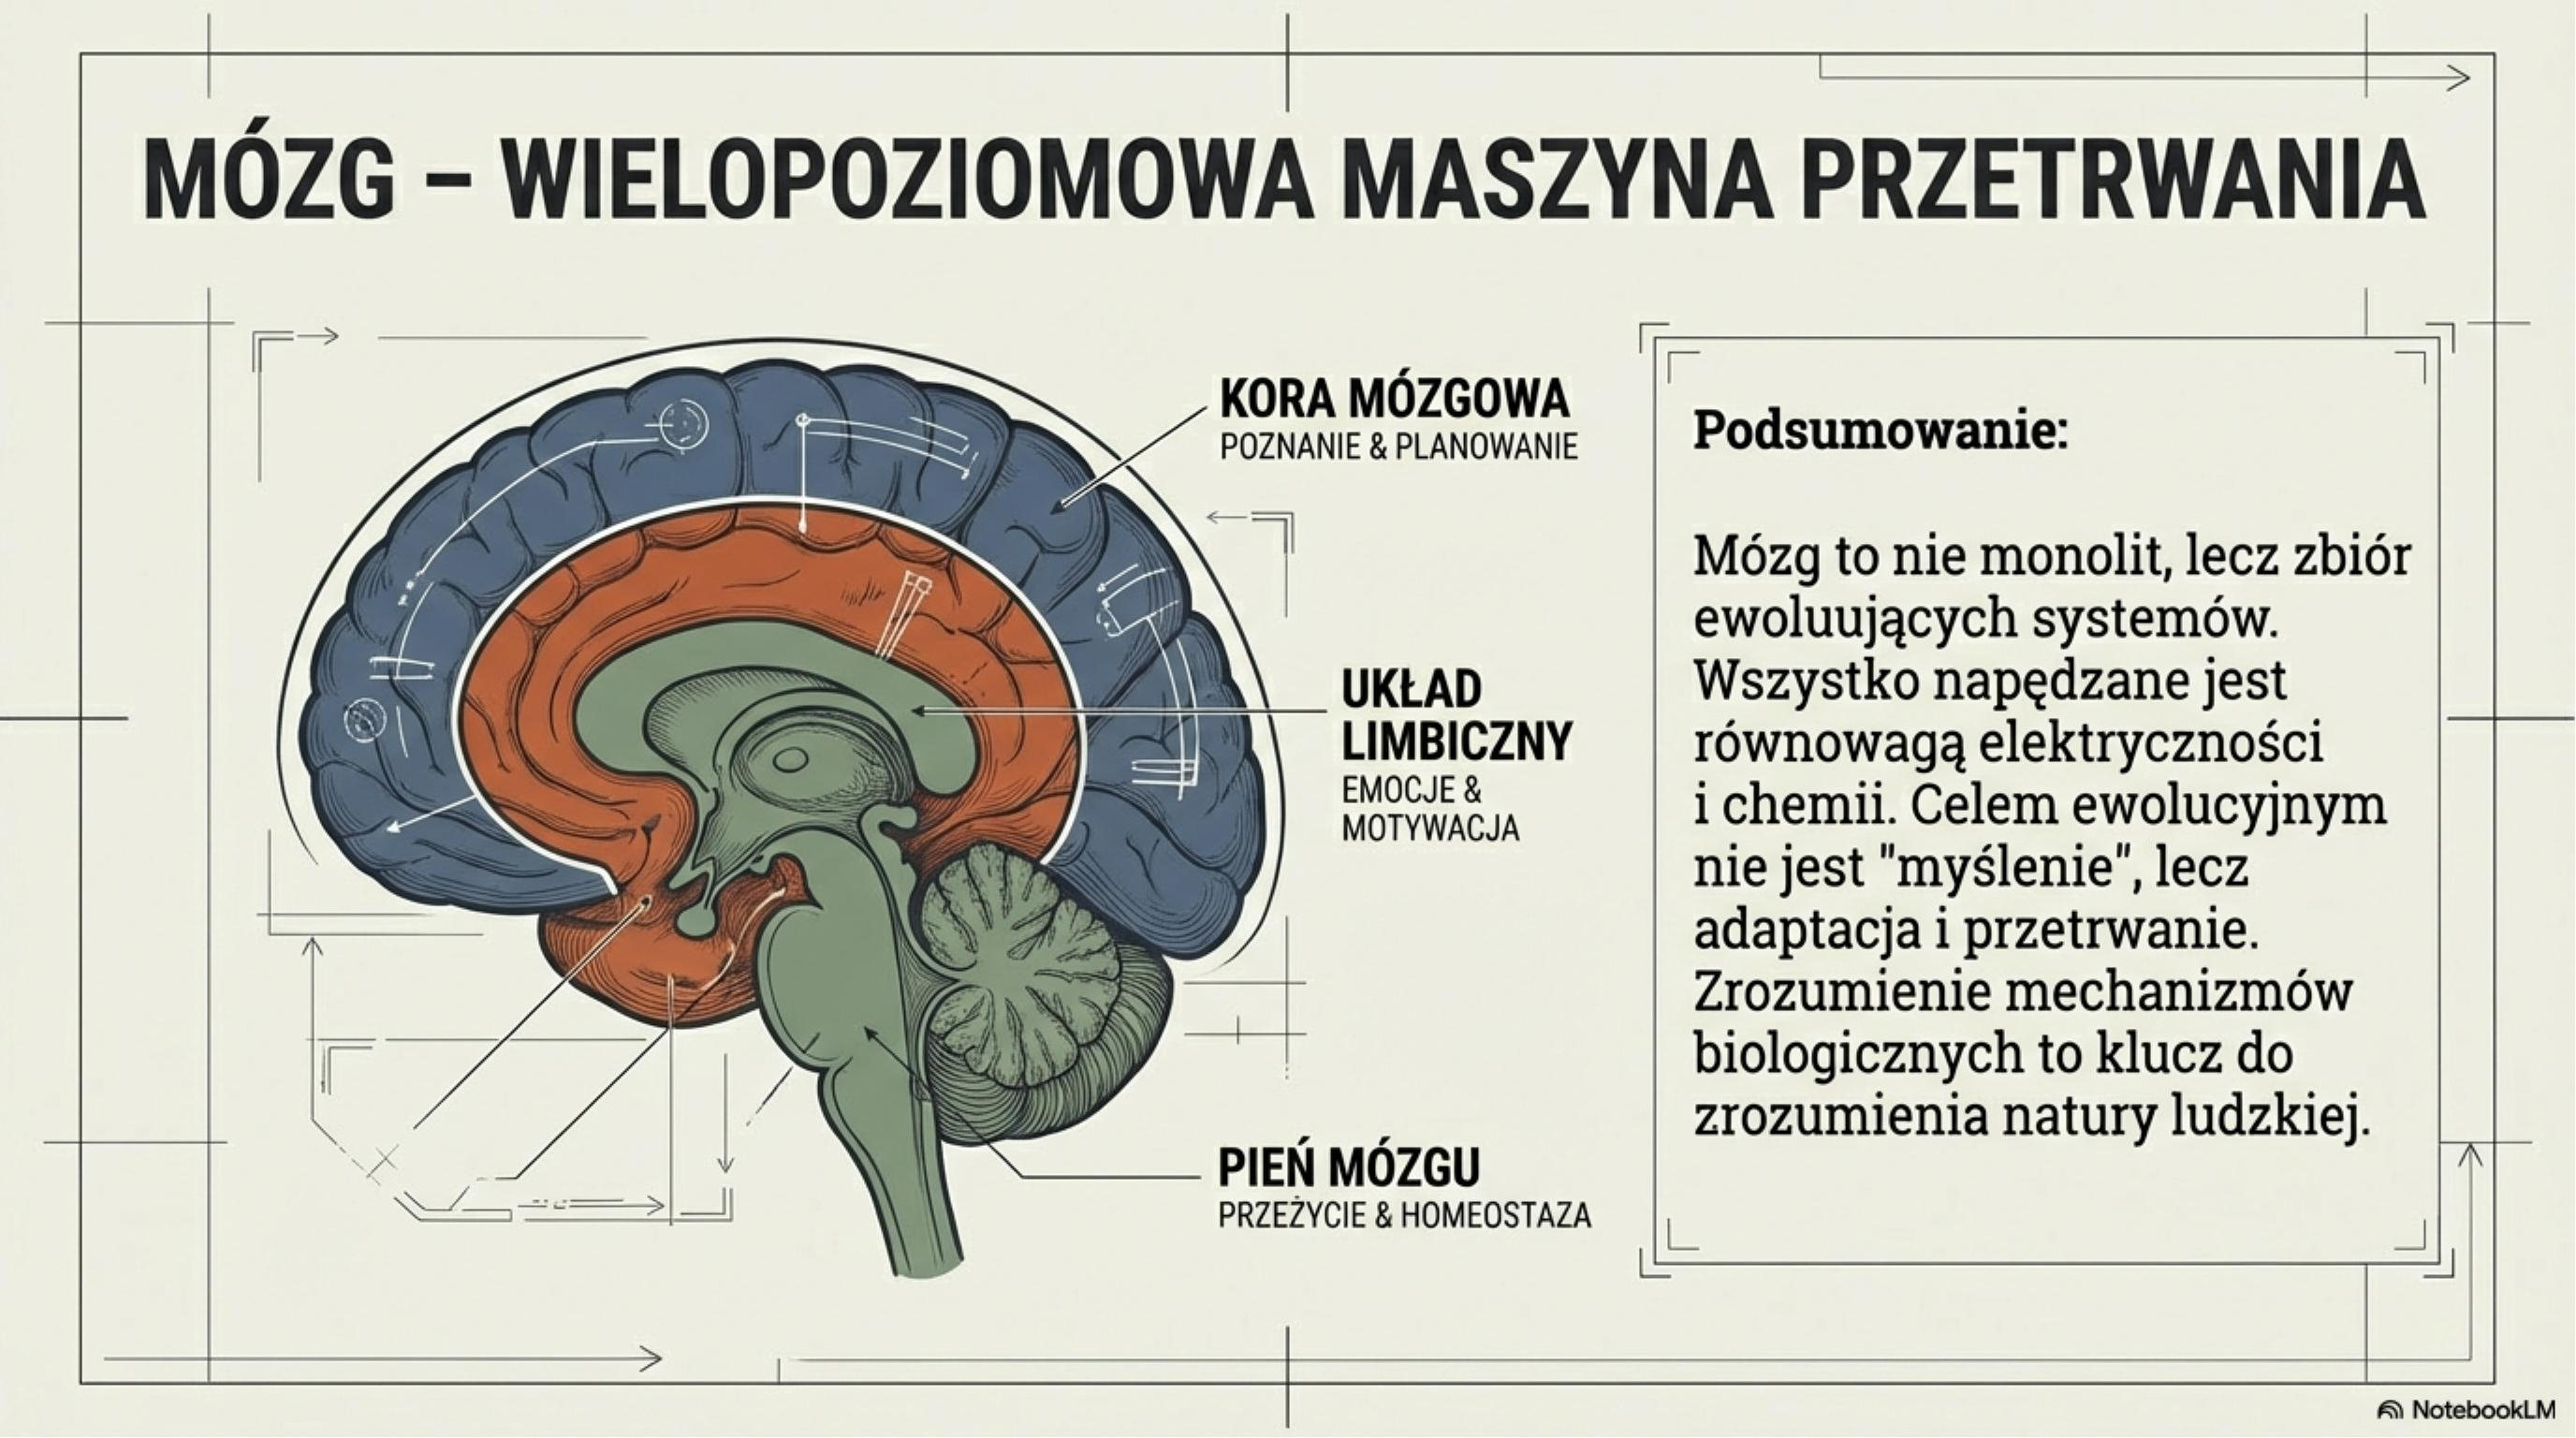 MÓZG – WIELOPOZIOMOWA MASZYNA PRZETRWANIA
KORA MÓZGOWA
POZNANIE & PLANOWANIE
UKŁAD
LIMBICZNY
EMOCJE &
MOTYWACJA
PIEŃ MÓZGU
PRZEŻYCIE & HOMEOSTAZA
Podsumowanie:
Mózg to nie monolit, lecz zbiór
ewoluujących systemów.
Wszystko napędzane jest
równowagą elektryczności
i chemii. Celem ewolucyjnym
nie jest "myślenie", lecz
adaptacja i przetrwanie.
Zrozumienie mechanizmów
biologicznych to klucz do
zrozumienia natury ludzkiej.
NotebookLM